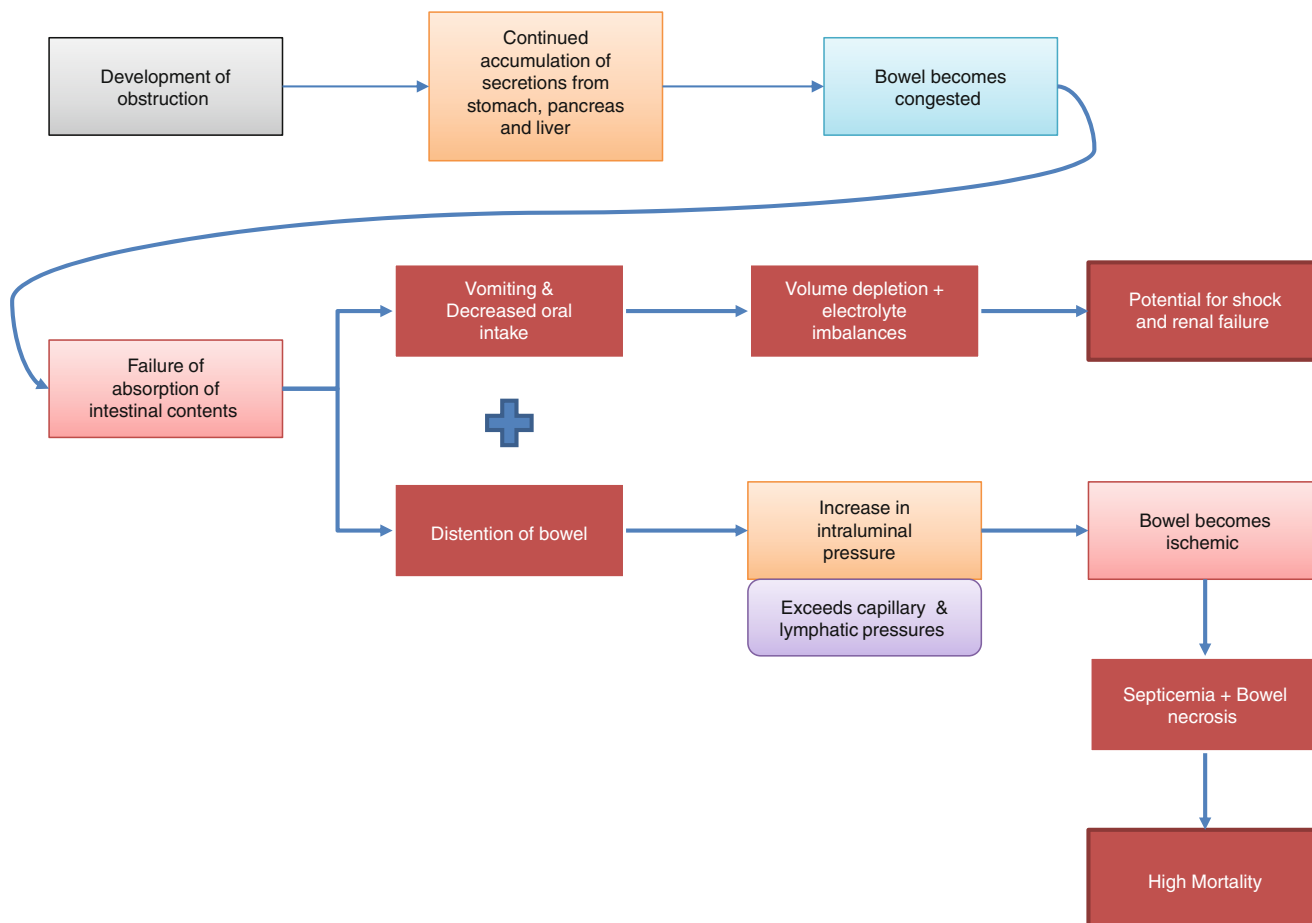 Development of
obstruction
Continued
accumulation of
secretions from
stomach, pancreas
and liver
Bowel becomes
congested
Failure of
absorption of
intestinal contents
Vomiting &
Decreased oral
intake
Volume depletion +
electrolyte
imbalances
Potential for shock
and renal failure
Distention of bowel
Increase in
intraluminal
pressure
Exceeds capillary &
lymphatic pressures
Bowel becomes
ischemic
Septicemia + Bowel
necrosis
High Mortality